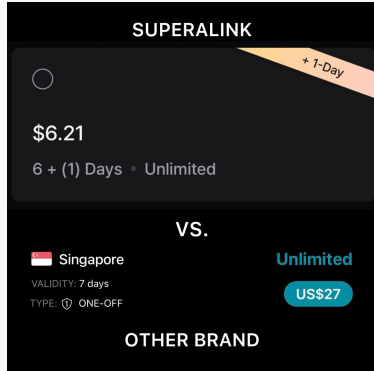 SUPERALINK
+ 1-Day
$6.21
6 + (1) Days • Unlimited
VS.
Singapore
Unlimited
VALIDITY: 7 days
US$27
TYPE: ONE-OFF
OTHER BRAND